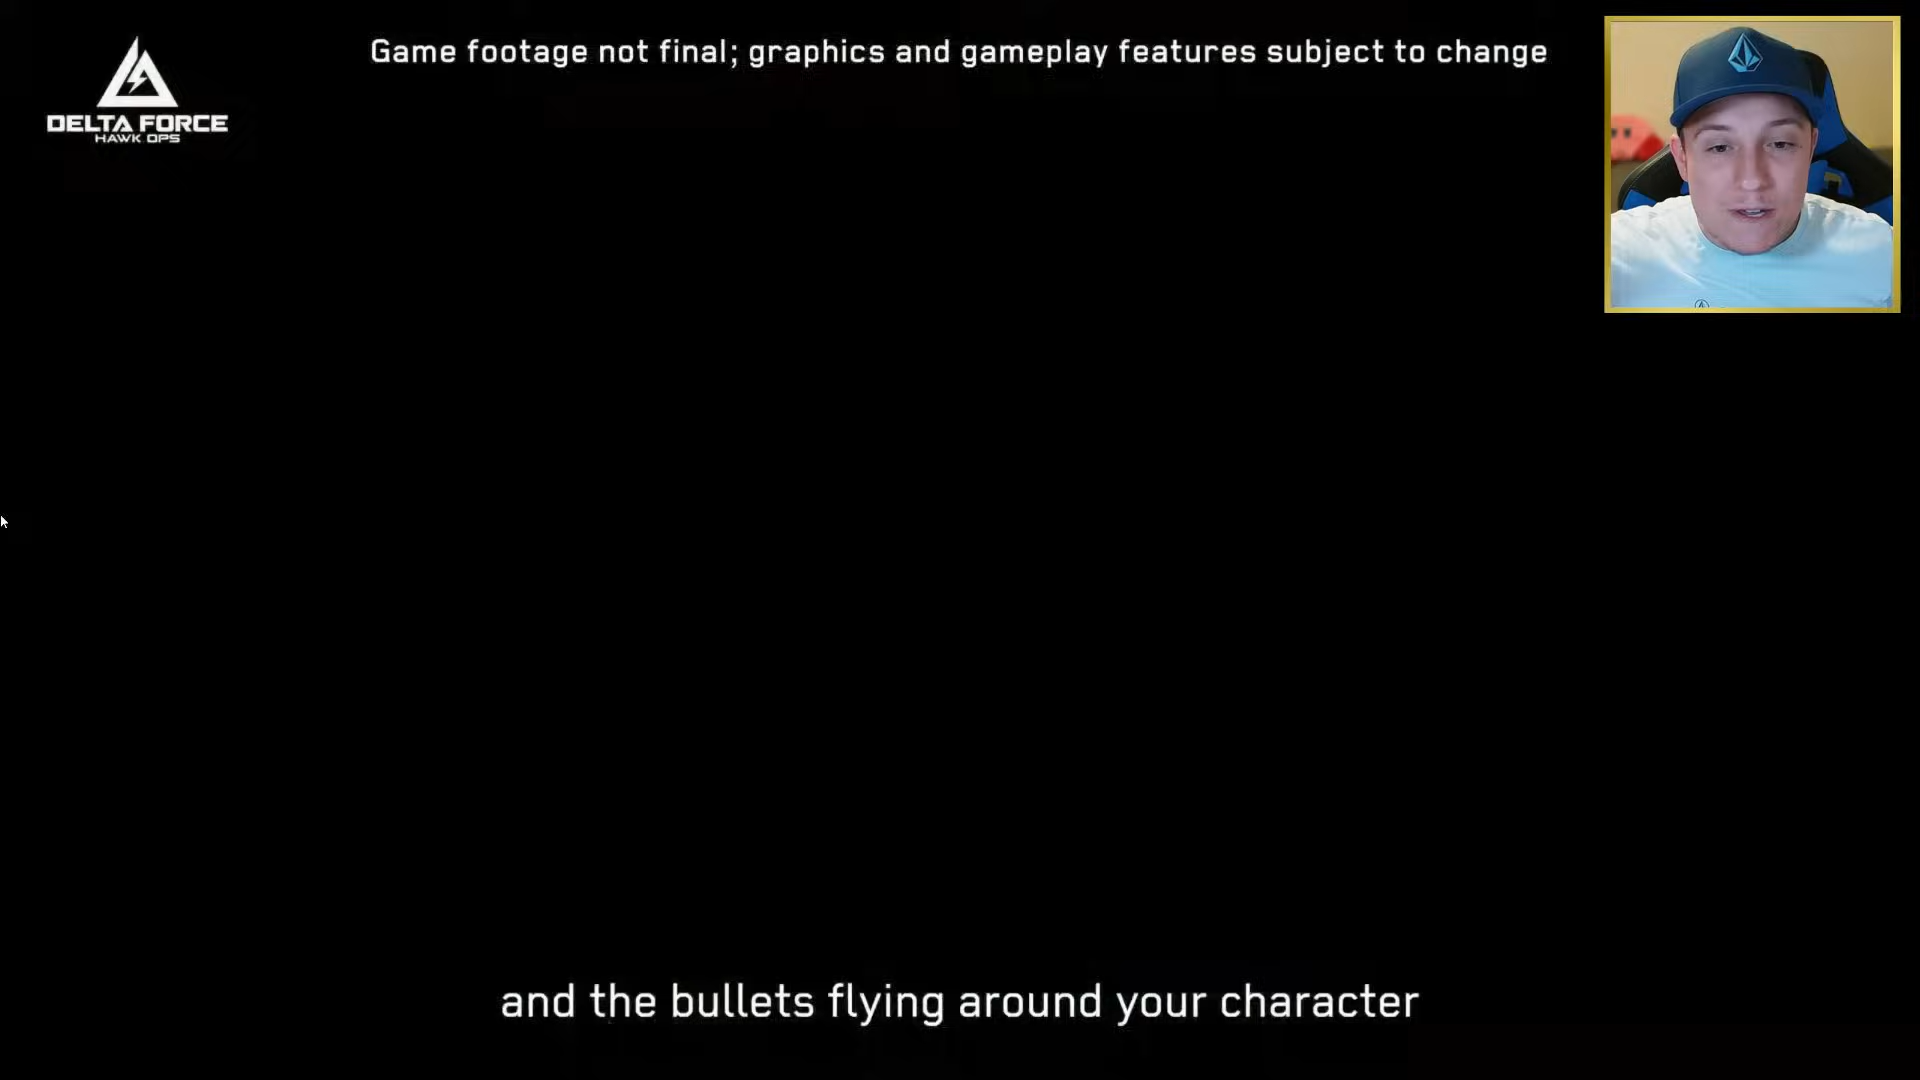 Game footage not final; graphics and gameplay features subject to change
DELTA FORCE
HAWK OPS
and the bullets flying around your character